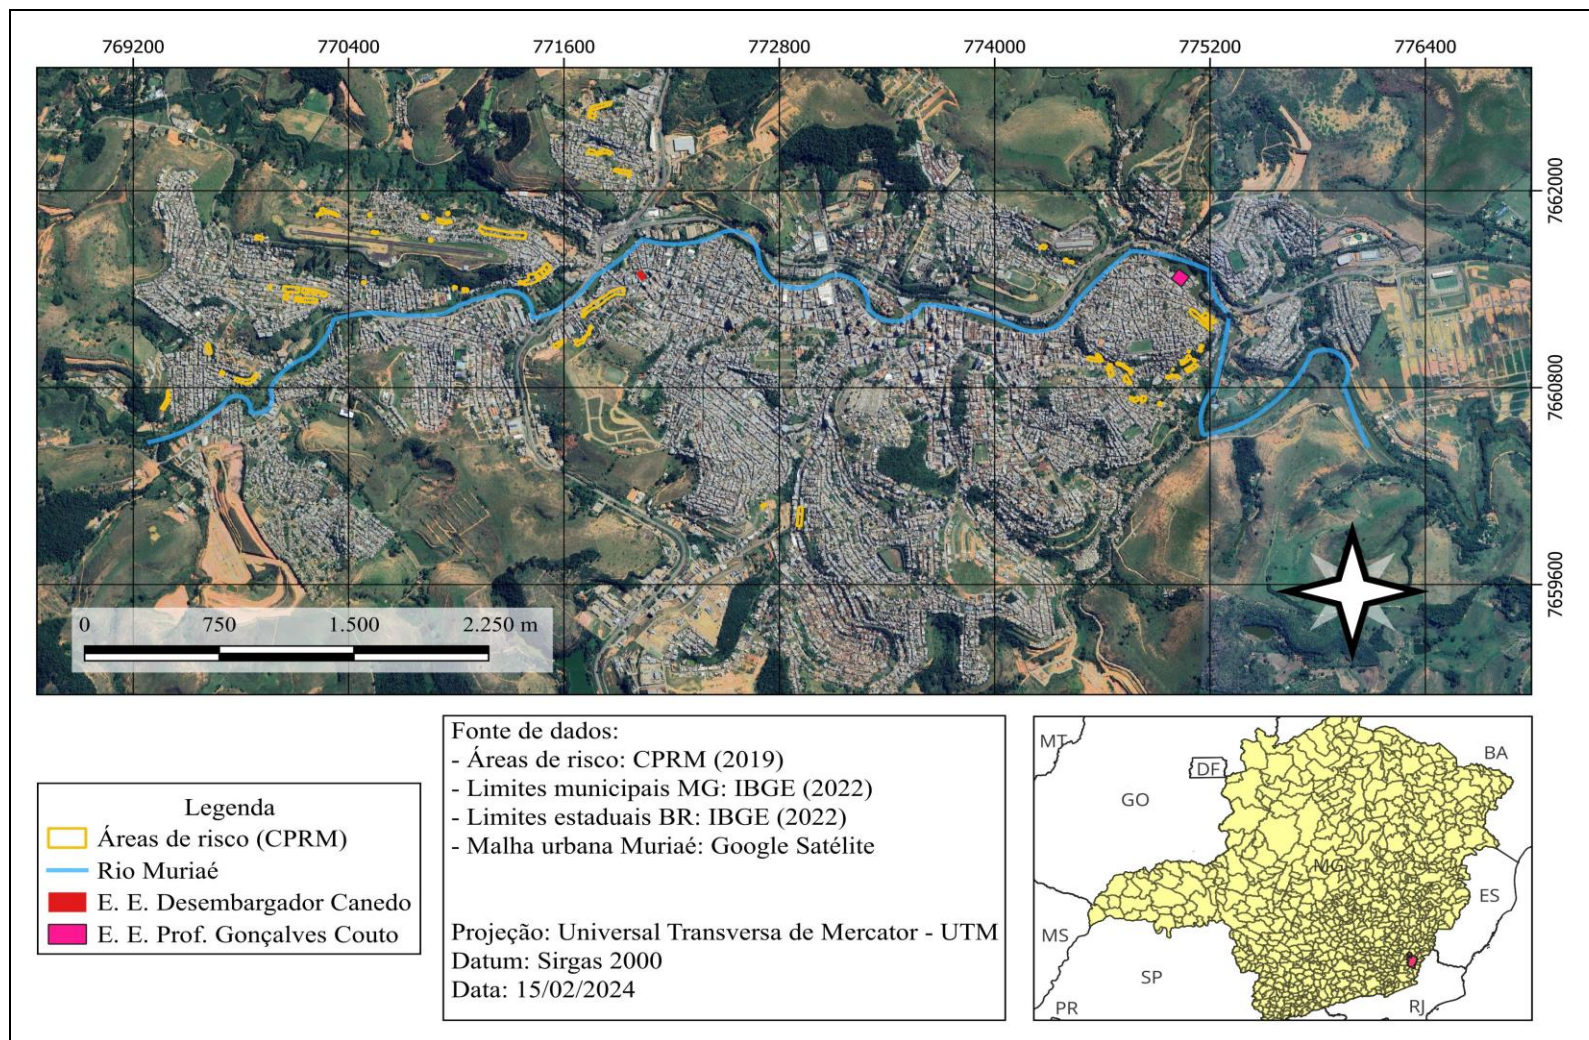 769200 770400 771600 772800 774000 775200 776400
7662000
7660800
7659600
0 750 1.500 2.250 m
Legenda
Áreas de risco (CPRM)
Rio Muriaé
E. E. Desembargador Canedo
E. E. Prof. Gonçalves Couto
Fonte de dados:
- Áreas de risco: CPRM (2019)
- Limites municipais MG: IBGE (2022)
- Limites estaduais BR: IBGE (2022)
- Malha urbana Muriaé: Google Satélite
Projeção: Universal Transversa de Mercator - UTM
Datum: Sirgas 2000
Data: 15/02/2024
MT
BA
DF
GO
MG
ES
MS
SP
PR
RJ